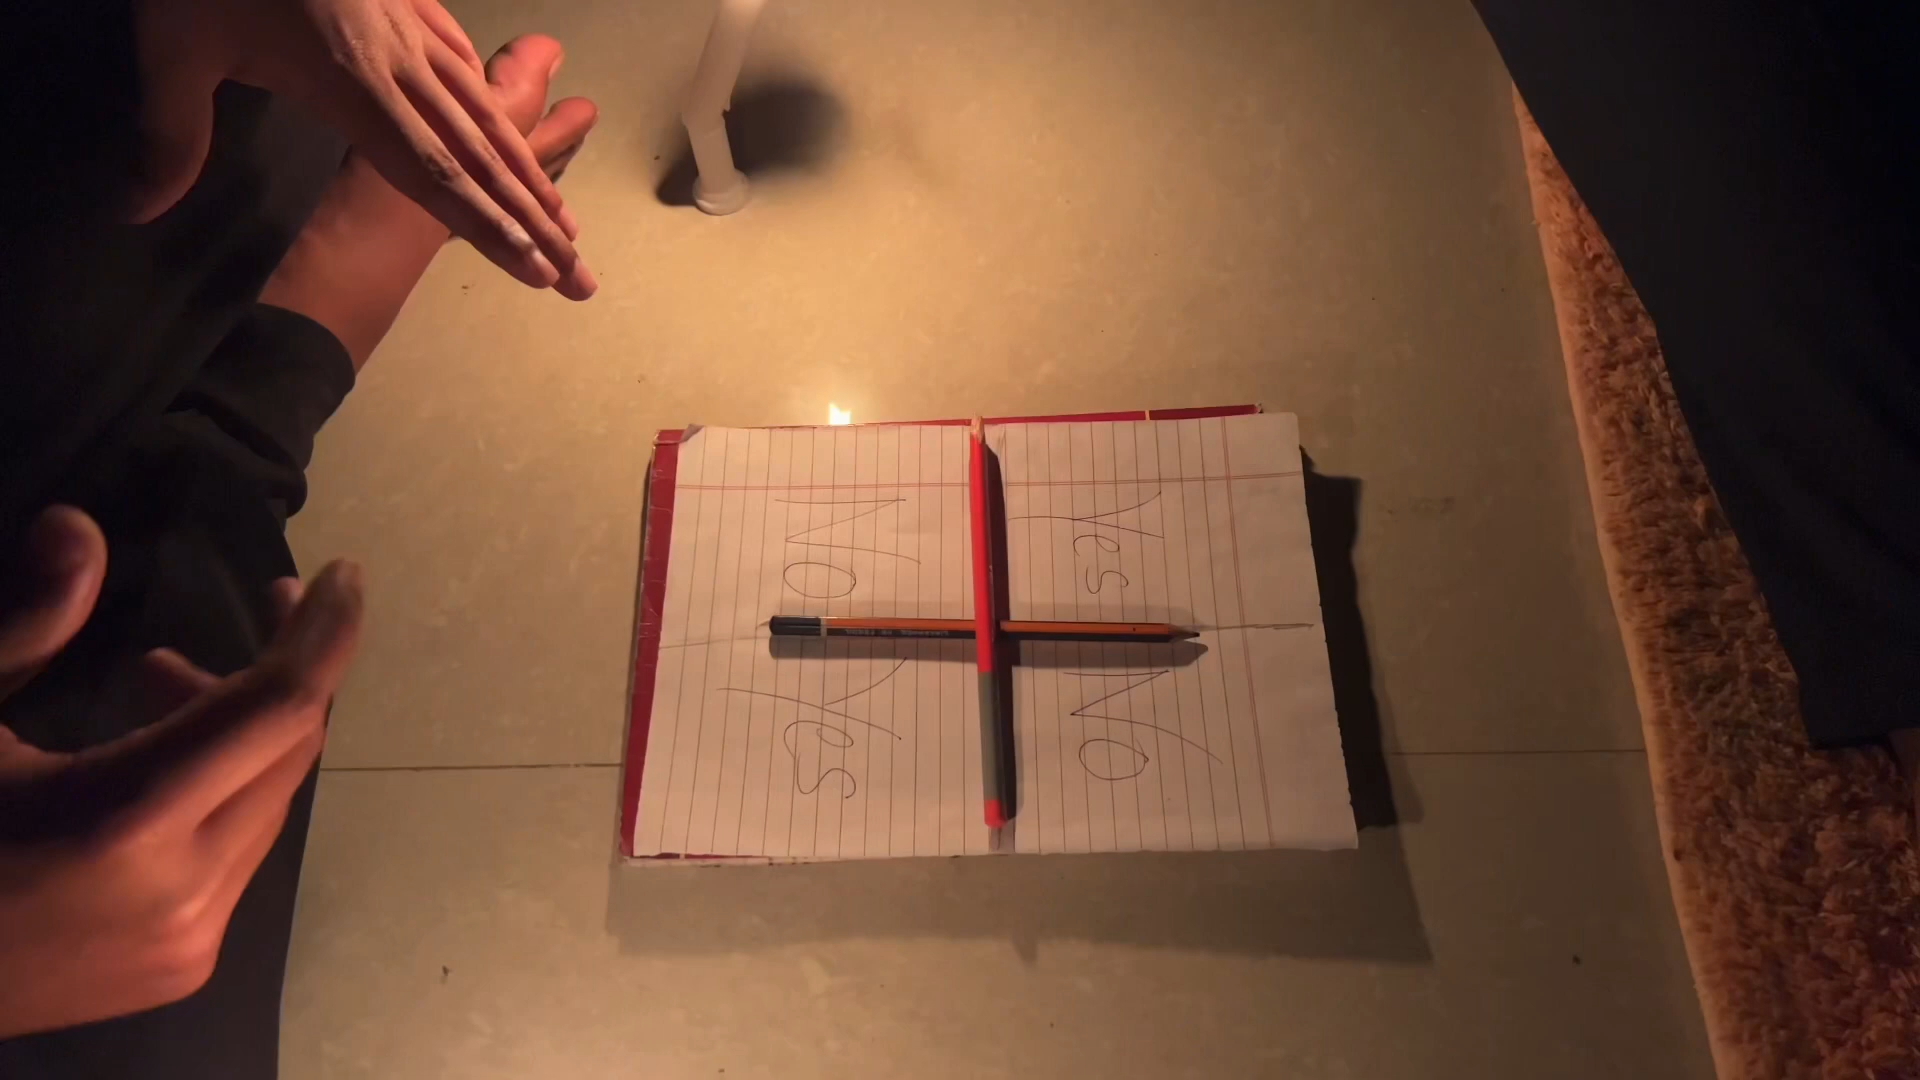 No Yes
Yes No